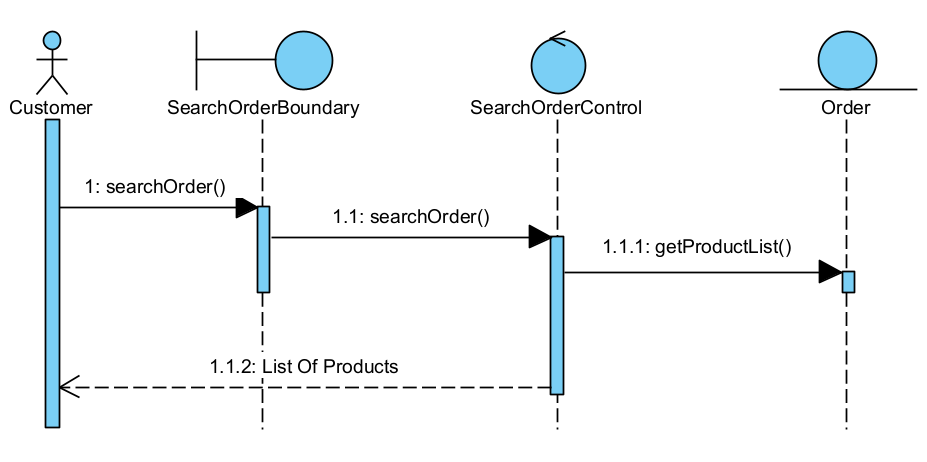 Customer
SearchOrderBoundary
SearchOrderControl
Order
1: searchOrder()
1.1: searchOrder()
1.1.1: getProductList()
1.1.2: List Of Products